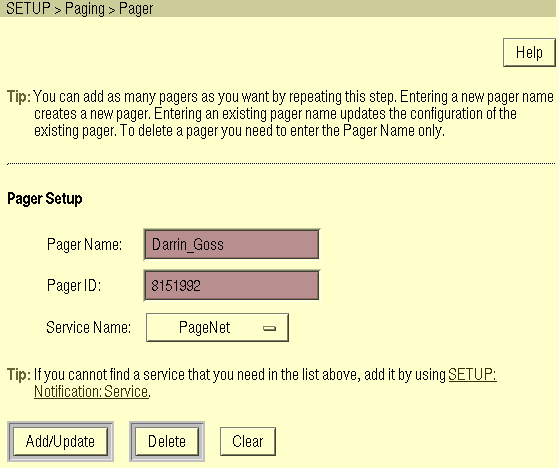 SETUP > Paging > Pager
Help
Tip: You can add as many pagers as you want by repeating this step. Entering a new pager name
creates a new pager. Entering an existing pager name updates the configuration of the
existing pager. To delete a pager you need to enter the Pager Name only.
Pager Setup
Pager Name: Darrin_Goss
Pager ID: 8151992
Service Name: PageNet
Tip: If you cannot find a service that you need in the list above, add it by using SETUP:
Notification: Service.
Add/Update Delete Clear